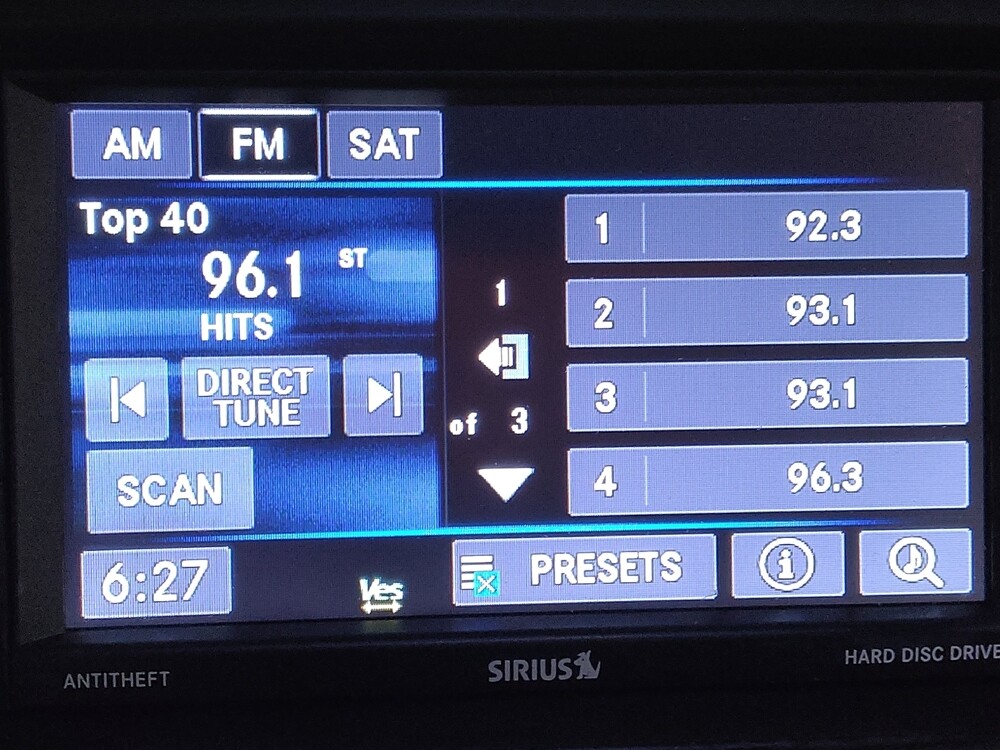 AM FM SAT
Top 40
96.1 ST
HITS
DIRECT
TUNE
SCAN
1
of 3
1 92.3
2 93.1
3 93.1
4 96.3
6:27
Ves
PRESETS
i
ANTITHEFT
SIRIUS
HARD DISC DRIVE